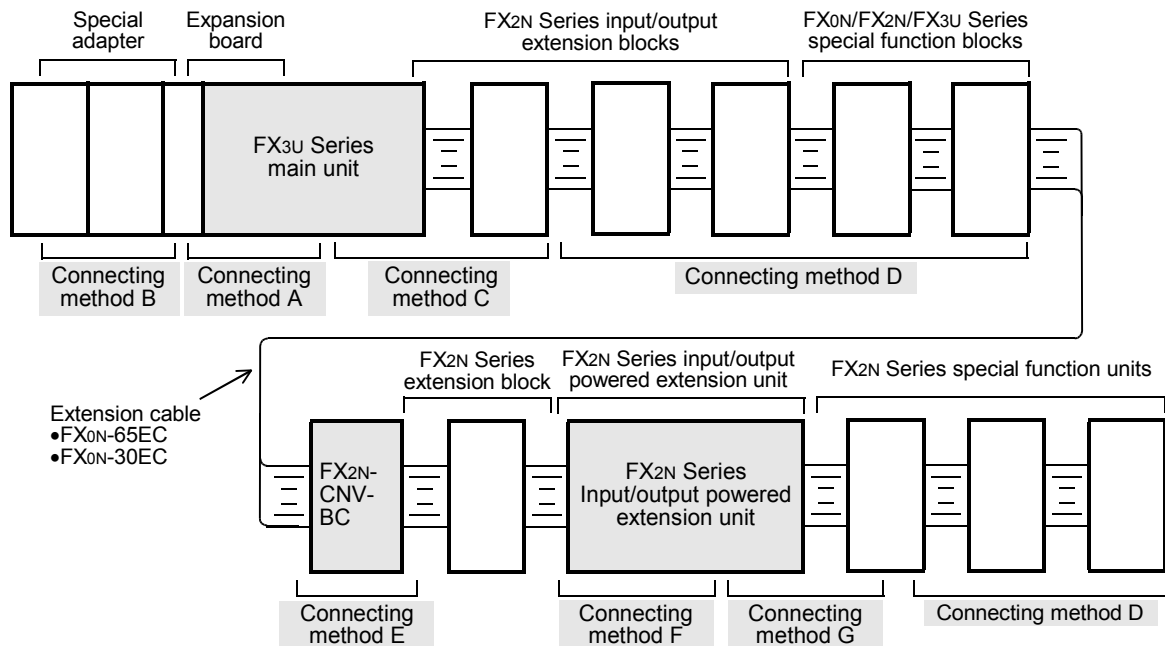 Special
adapter
Expansion
board
FX2N Series input/output
extension blocks
FX0N/FX2N/FX3U Series
special function blocks
FX3U Series
main unit
Connecting
method B
Connecting
method A
Connecting
method C
Connecting method D
Extension cable
•FX0N-65EC
•FX0N-30EC
FX2N Series
extension block
FX2N Series input/output
powered extension unit
FX2N Series special function units
FX2N-
CNV-
BC
FX2N Series
Input/output powered
extension unit
Connecting
method E
Connecting
method F
Connecting
method G
Connecting method D